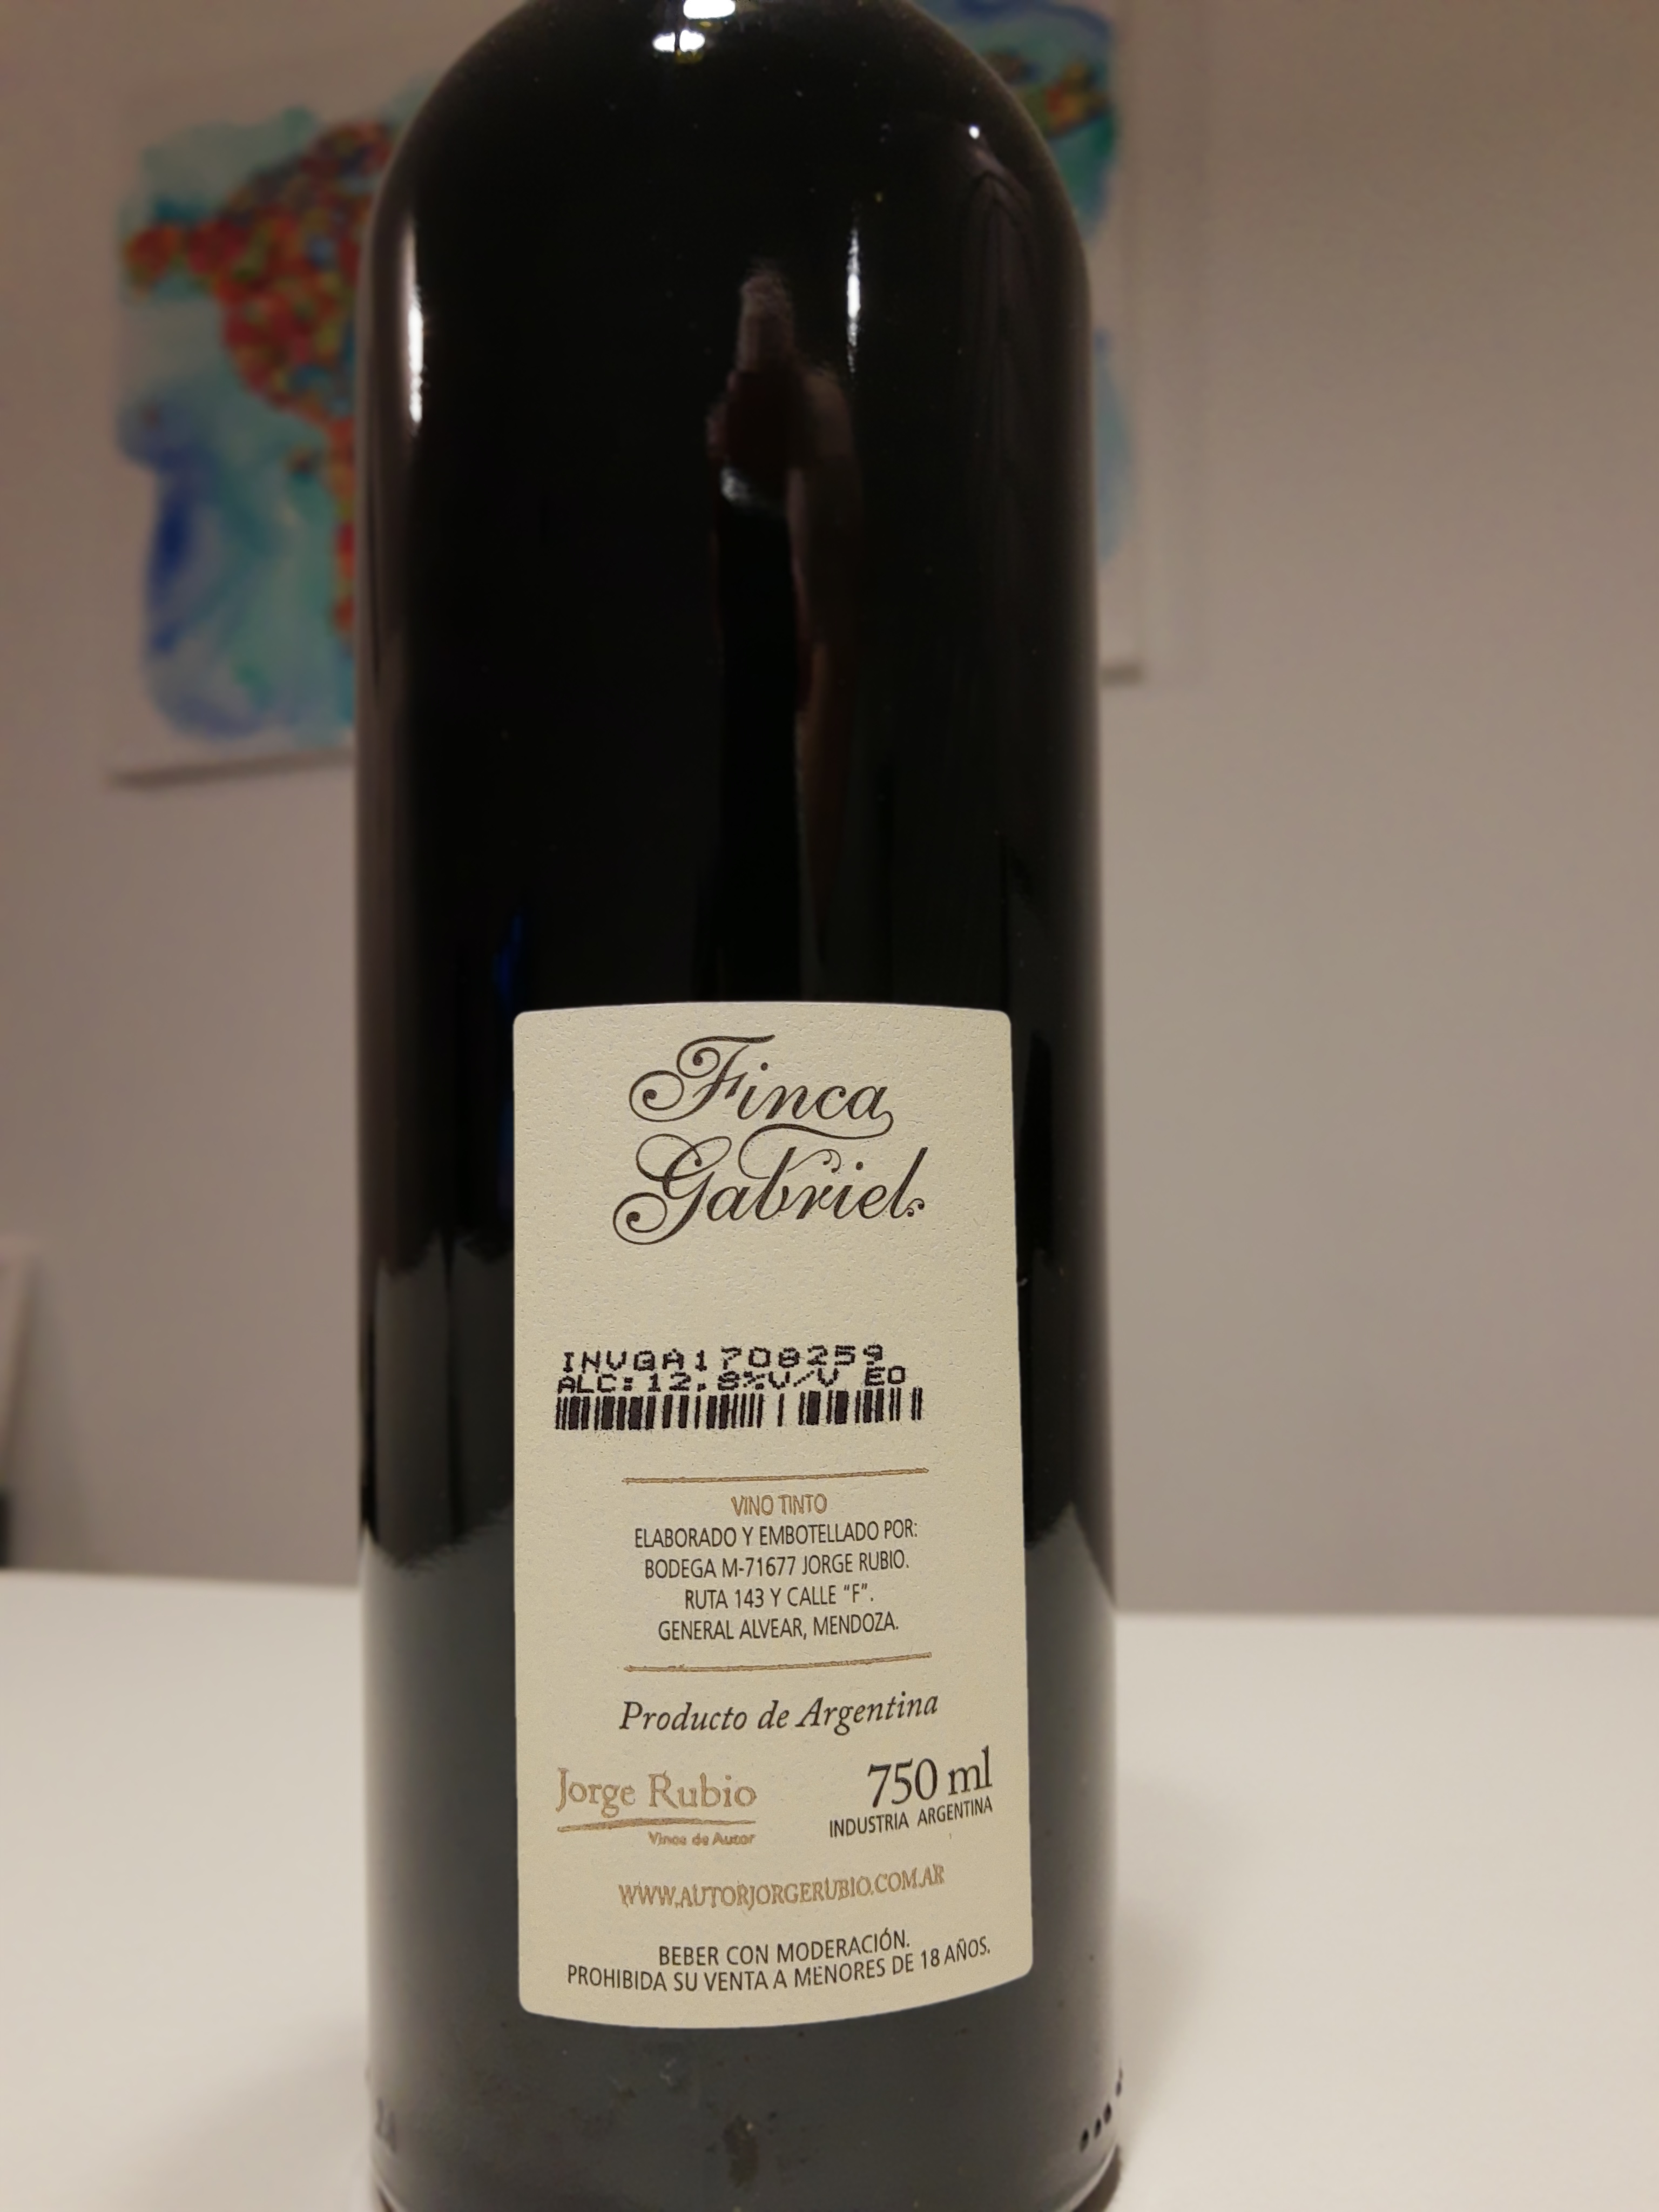 Finca
Gabriel
INVGA1708259
ALC:12.8%V/V EO
VINO TINTO
ELABORADO Y EMBOTELLADO POR:
BODEGA M-71677 JORGE RUBIO.
RUTA 143 Y CALLE "F".
GENERAL ALVEAR, MENDOZA.
Producto de Argentina
Jorge Rubio
Vinos de Autor
750 ml
INDUSTRIA ARGENTINA
WWW.AUTORJORGERUBIO.COM.AR
BEBER CON MODERACIÓN.
PROHIBIDA SU VENTA A MENORES DE 18 AÑOS.